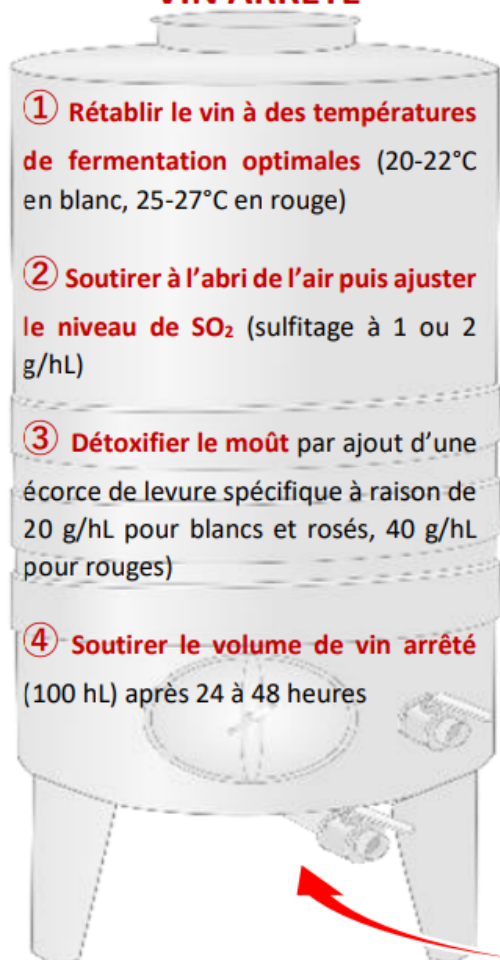 VIN ARRÊTÉ
① Rétablir le vin à des températures
de fermentation optimales (20-22°C
en blanc, 25-27°C en rouge)
② Soutirer à l’abri de l’air puis ajuster
le niveau de SO₂ (sulfitage à 1 ou 2
g/hL)
③ Détoxifier le moût par ajout d’une
écorce de levure spécifique à raison de
20 g/hL pour blancs et rosés, 40 g/hL
pour rouges)
④ Soutirer le volume de vin arrêté
(100 hL) après 24 à 48 heures